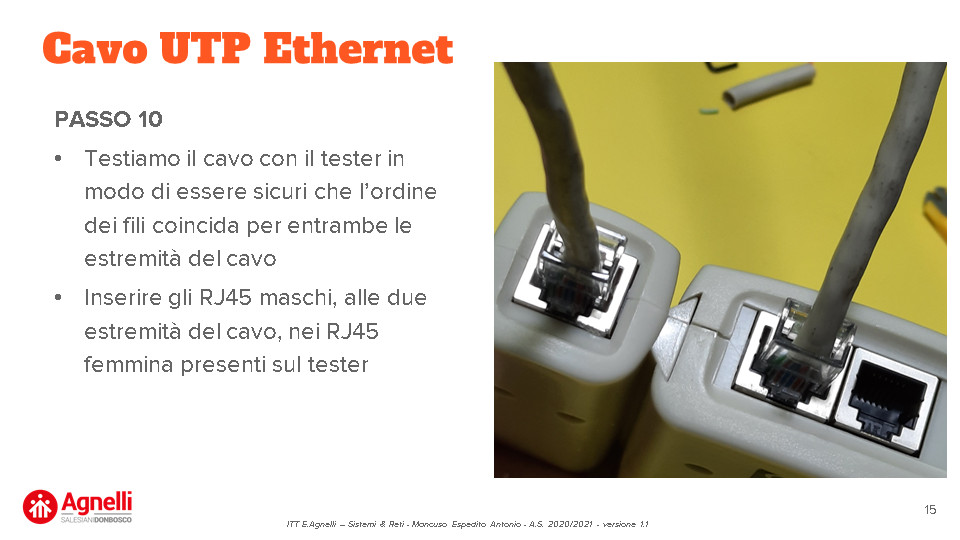 Cavo UTP Ethernet
PASSO 10
• Testiamo il cavo con il tester in
modo di essere sicuri che l’ordine
dei fili coincida per entrambe le
estremità del cavo
• Inserire gli RJ45 maschi, alle due
estremità del cavo, nei RJ45
femmina presenti sul tester
Agnelli
SALESIANI DONBOSCO
ITT E.Agnelli – Sistemi & Reti - Mancuso Espedito Antonio - A.S. 2020/2021 - versione 1.1
15